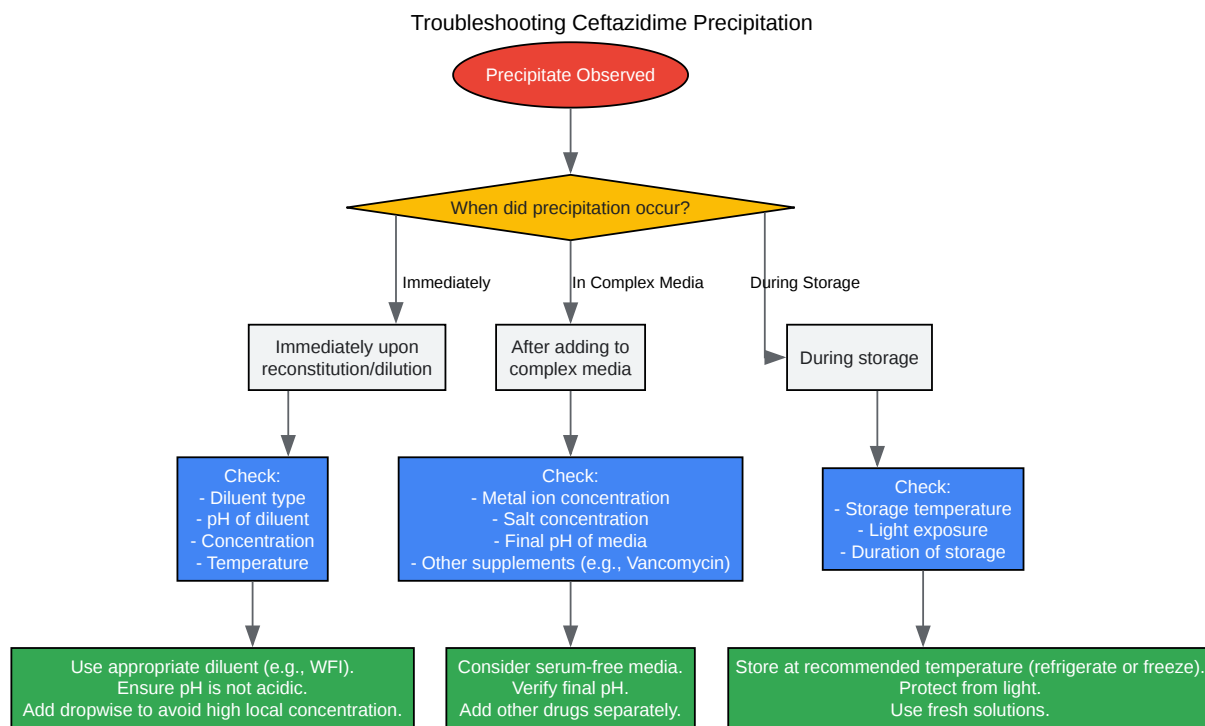 Troubleshooting Ceftazidime Precipitation
Precipitate Observed
When did precipitation occur?
Immediately
In Complex Media
During Storage
Immediately upon
reconstitution/dilution
After adding to
complex media
During storage
Check:
- Diluent type
- pH of diluent
- Concentration
- Temperature
Check:
- Metal ion concentration
- Salt concentration
- Final pH of media
- Other supplements (e.g., Vancomycin)
Check:
- Storage temperature
- Light exposure
- Duration of storage
Use appropriate diluent (e.g., WFI).
Ensure pH is not acidic.
Add dropwise to avoid high local concentration.
Consider serum-free media.
Verify final pH.
Add other drugs separately.
Store at recommended temperature (refrigerate or freeze).
Protect from light.
Use fresh solutions.